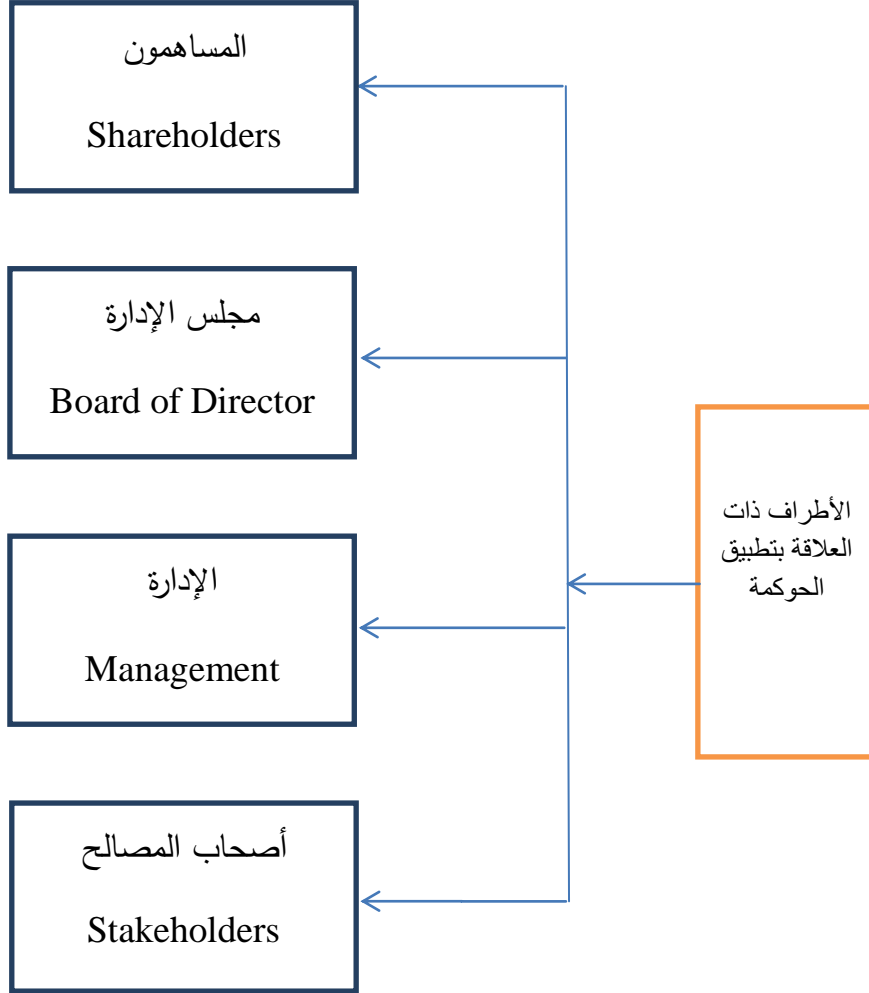 المساهمون
Shareholders
مجلس الإدارة
Board of Director
الأطراف ذات
العلاقة بتطبيق
الحوكمة
الإدارة
Management
أصحاب المصالح
Stakeholders